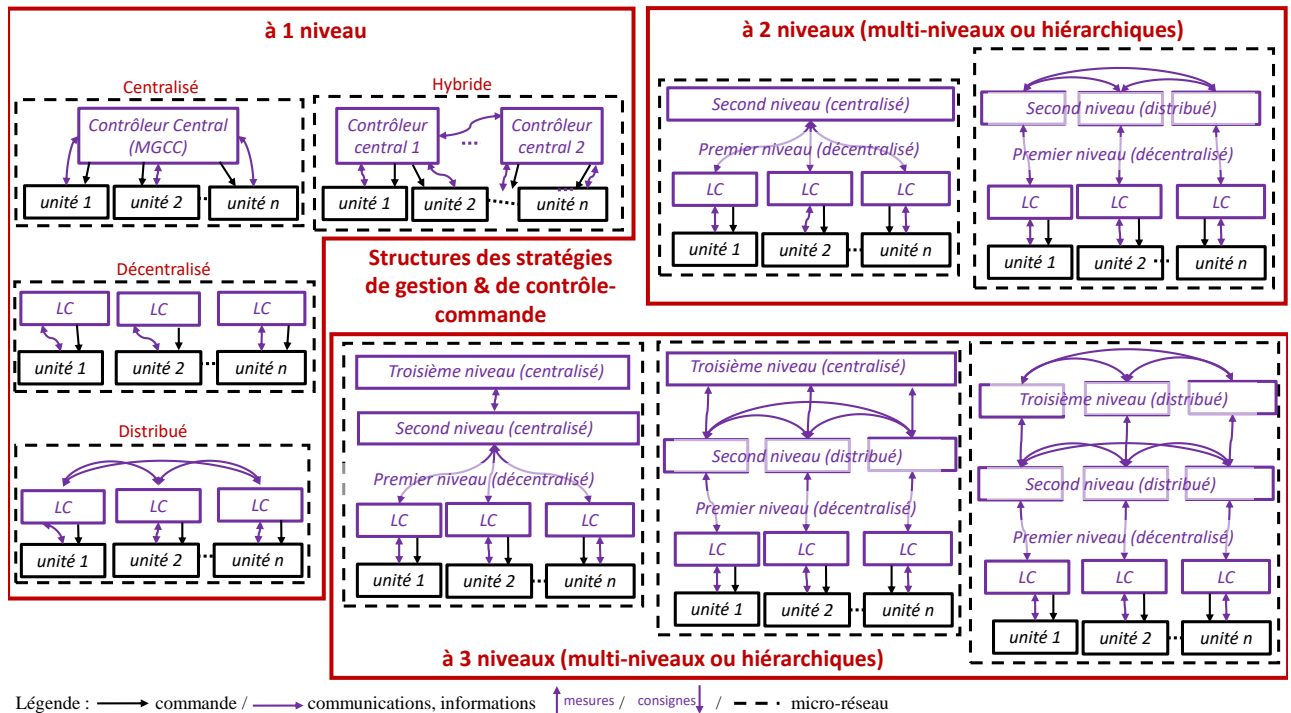 à 1 niveau
Centralisé
Contrôleur Central
(MGCC)
unité 1
unité 2
unité n
Hybride
Contrôleur
central 1
...
Contrôleur
central 2
unité 1
unité 2
unité n
Décentralisé
LC
LC
LC
unité 1
unité 2
unité n
Distribué
LC
LC
LC
unité 1
unité 2
unité n
Structures des stratégies
de gestion & de contrôle-
commande
à 2 niveaux (multi-niveaux ou hiérarchiques)
Second niveau (centralisé)
Premier niveau (décentralisé)
LC
LC
LC
unité 1
unité 2
unité n
Second niveau (distribué)
Premier niveau (décentralisé)
LC
LC
LC
unité 1
unité 2
unité n
Troisième niveau (centralisé)
Second niveau (centralisé)
Premier niveau (décentralisé)
LC
LC
LC
unité 1
unité 2
unité n
Troisième niveau (centralisé)
Second niveau (distribué)
Premier niveau (décentralisé)
LC
LC
LC
unité 1
unité 2
unité n
Troisième niveau (distribué)
Second niveau (distribué)
Premier niveau (décentralisé)
LC
LC
LC
unité 1
unité 2
unité n
à 3 niveaux (multi-niveaux ou hiérarchiques)
Légende : commande / communications, informations mesures / consignes / micro-réseau